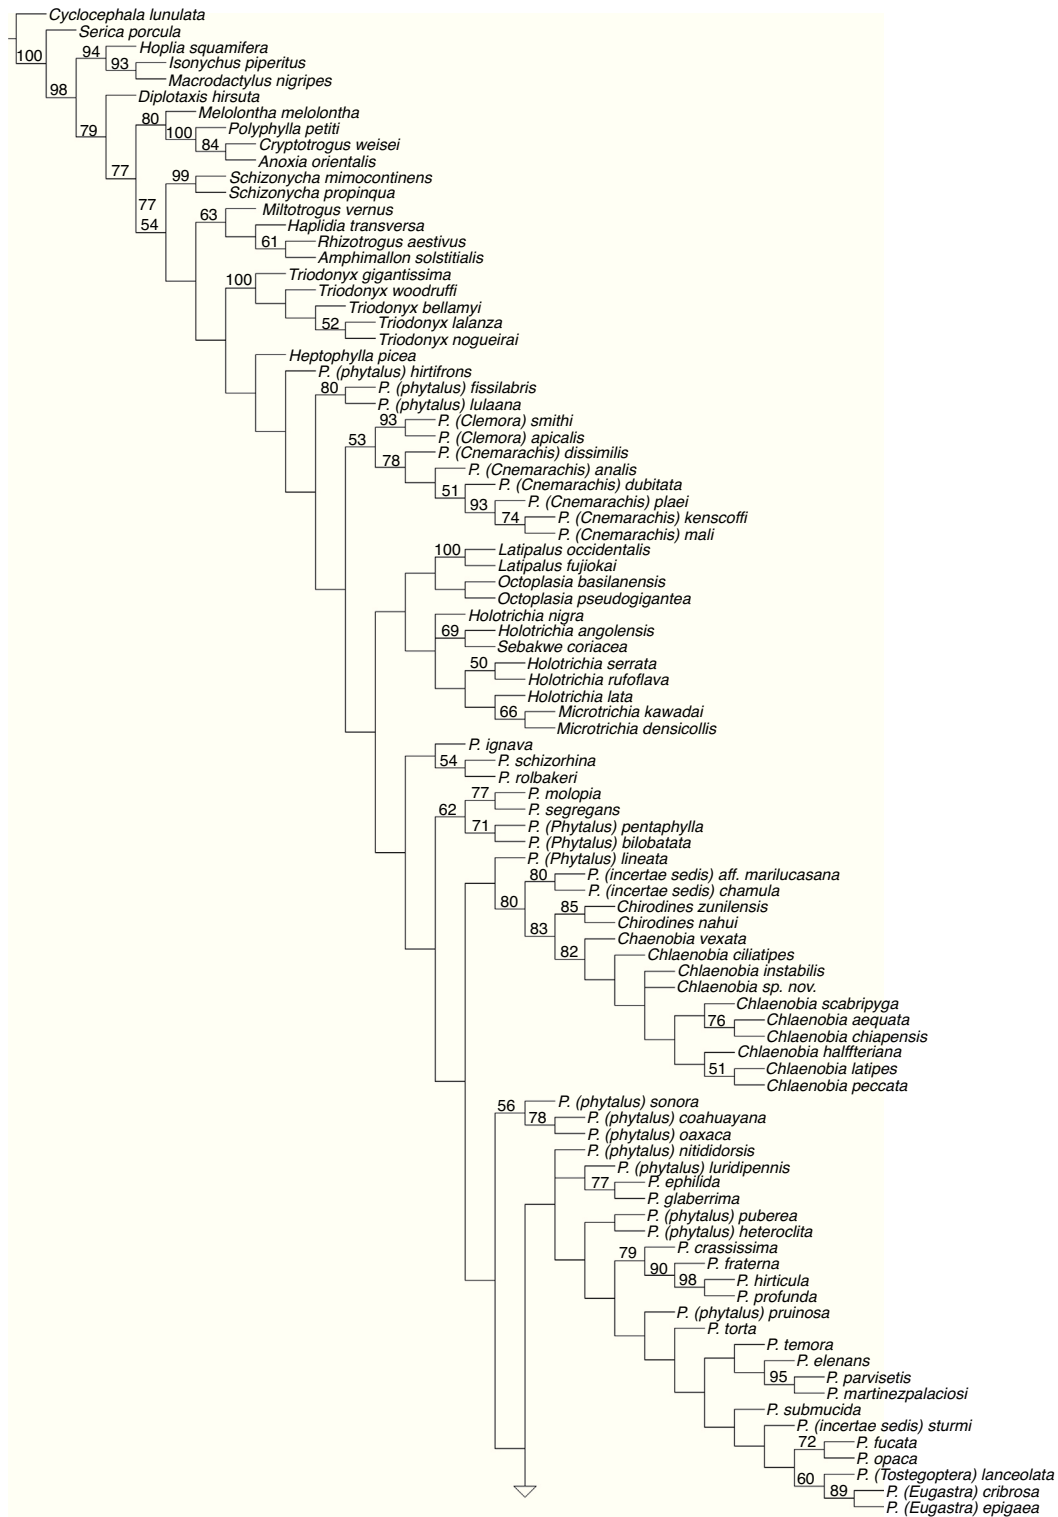 Cyclocephala lunulata
Serica porcula
100
94 Hoplia squamifera
93 Isonychus piperitus
Macrodactylus nigripes
98
Diplotaxis hirsuta
80 Melolontha melolontha
79 100 Polyphylla petiti
84 Cryptotrogus weisei
Anoxia orientalis
77 99 Schizonycha mimocontinens
Schizonycha propinqua
77
63 Miltotrogus vernus
54 Haplidia transversa
61 Rhizotrogus aestivus
Amphimallon solstitialis
100 Triodonyx gigantissima
Triodonyx woodruffi
Triodonyx bellamyi
52 Triodonyx lalanza
Triodonyx nogueirai
Heptophylla picea
P. (phytalus) hirtifrons
80 P. (phytalus) fissilabris
P. (phytalus) lulaana
93 P. (Clemora) smithi
53 P. (Clemora) apicalis
P. (Cnemarachis) dissimilis
78 P. (Cnemarachis) analis
P. (Cnemarachis) dubitata
51
93 P. (Cnemarachis) plaei
74 P. (Cnemarachis) kenscoffi
P. (Cnemarachis) mali
100 Latipalus occidentalis
Latipalus fujiokai
Octoplasia basilanensis
Octoplasia pseudogigantea
Holotrichia nigra
69 Holotrichia angolensis
Sebakwe coriacea
50 Holotrichia serrata
Holotrichia rufoflava
Holotrichia lata
66 Microtrichia kawadai
Microtrichia densicollis
P. ignava
54 P. schizorhina
P. rolbakeri
77 P. molopia
62 P. segregans
71 P. (Phytalus) pentaphylla
P. (Phytalus) bilobatata
P. (Phytalus) lineata
80 P. (incertae sedis) aff. marilucasana
P. (incertae sedis) chamula
80 85 Chirodines zunilensis
Chirodines nahui
83
Chaenobia vexata
82 Chlaenobia ciliatipes
Chlaenobia instabilis
Chlaenobia sp. nov.
Chlaenobia scabripyga
76 Chlaenobia aequata
Chlaenobia chiapensis
Chlaenobia halffteriana
51 Chlaenobia latipes
Chlaenobia peccata
56 P. (phytalus) sonora
78 P. (phytalus) coahuayana
P. (phytalus) oaxaca
P. (phytalus) nitididorsis
P. (phytalus) luridipennis
77 P. ephilida
P. glaberrima
P. (phytalus) puberea
P. (phytalus) heteroclita
79 P. crassissima
90 P. fraterna
98 P. hirticula
P. profunda
P. (phytalus) pruinosa
P. torta
P. temora
P. elenans
95 P. parvisetis
P. martinezpalaciosi
P. submucida
P. (incertae sedis) sturmi
72 P. fucata
P. opaca
60 P. (Tostegoptera) lanceolata
89 P. (Eugastra) cribrosa
P. (Eugastra) epigaea